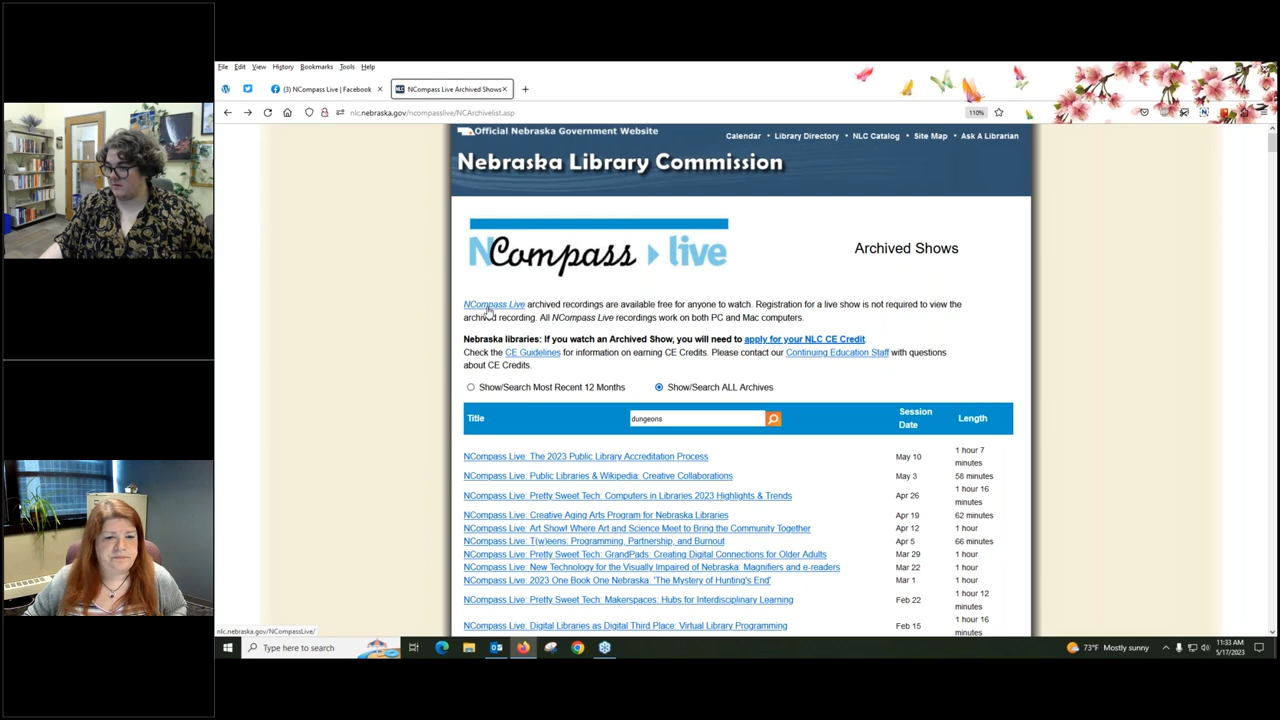 File Edit View History Bookmarks Tools Help
(3) NCompass Live | Facebook × NCompass Live Archived Shows × +
nlc.nebraska.gov/ncompasslive/NCArchivelist.asp 110%
Official Nebraska Government Website
Calendar • Library Directory • NLC Catalog • Site Map • Ask A Librarian
Nebraska Library Commission
NCompass live
Archived Shows
NCompass Live archived recordings are available free for anyone to watch. Registration for a live show is not required to view the
archived recording. All NCompass Live recordings work on both PC and Mac computers.
Nebraska libraries: If you watch an Archived Show, you will need to apply for your NLC CE Credit.
Check the CE Guidelines for information on earning CE Credits. Please contact our Continuing Education Staff with questions
about CE Credits.
Show/Search Most Recent 12 Months Show/Search ALL Archives
Title dungeons Session Date Length
NCompass Live: The 2023 Public Library Accreditation Process May 10 1 hour 7 minutes
NCompass Live: Public Libraries & Wikipedia: Creative Collaborations May 3 58 minutes
NCompass Live: Pretty Sweet Tech: Computers in Libraries 2023 Highlights & Trends Apr 26 1 hour 16 minutes
NCompass Live: Creative Aging Arts Program for Nebraska Libraries Apr 19 62 minutes
NCompass Live: Art Show! Where Art and Science Meet to Bring the Community Together Apr 12 1 hour
NCompass Live: T(w)eens: Programming, Partnership, and Burnout Apr 5 66 minutes
NCompass Live: Pretty Sweet Tech: GrandPads: Creating Digital Connections for Older Adults Mar 29 1 hour
NCompass Live: New Technology for the Visually Impaired of Nebraska: Magnifiers and e-readers Mar 22 1 hour
NCompass Live: 2023 One Book One Nebraska: 'The Mystery of Hunting's End' Mar 1 1 hour
NCompass Live: Pretty Sweet Tech: Makerspaces: Hubs for Interdisciplinary Learning Feb 22 1 hour 12 minutes
NCompass Live: Digital Libraries as Digital Third Place: Virtual Library Programming Feb 15 1 hour 16 minutes
nlc.nebraska.gov/NCompassLive/
Type here to search
73°F Mostly sunny
11:33 AM
5/17/2023